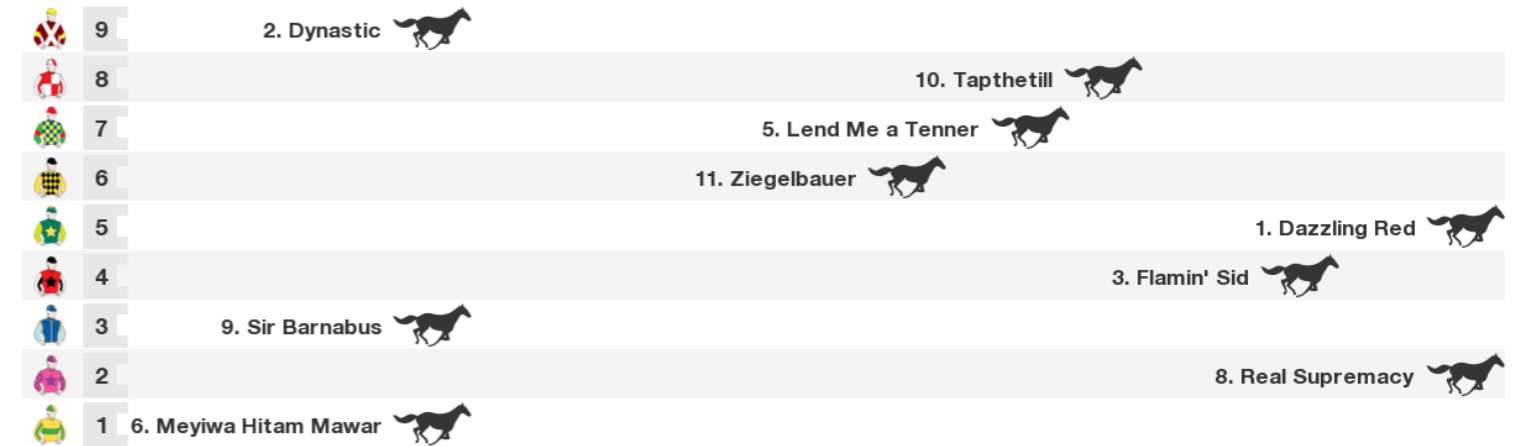 9 2. Dynastic
8 10. Tapthetill
7 5. Lend Me a Tenner
6 11. Ziegelbauer
5 1. Dazzling Red
4 3. Flamin' Sid
3 9. Sir Barnabus
2 8. Real Supremacy
1 6. Meyiwa Hitam Mawar